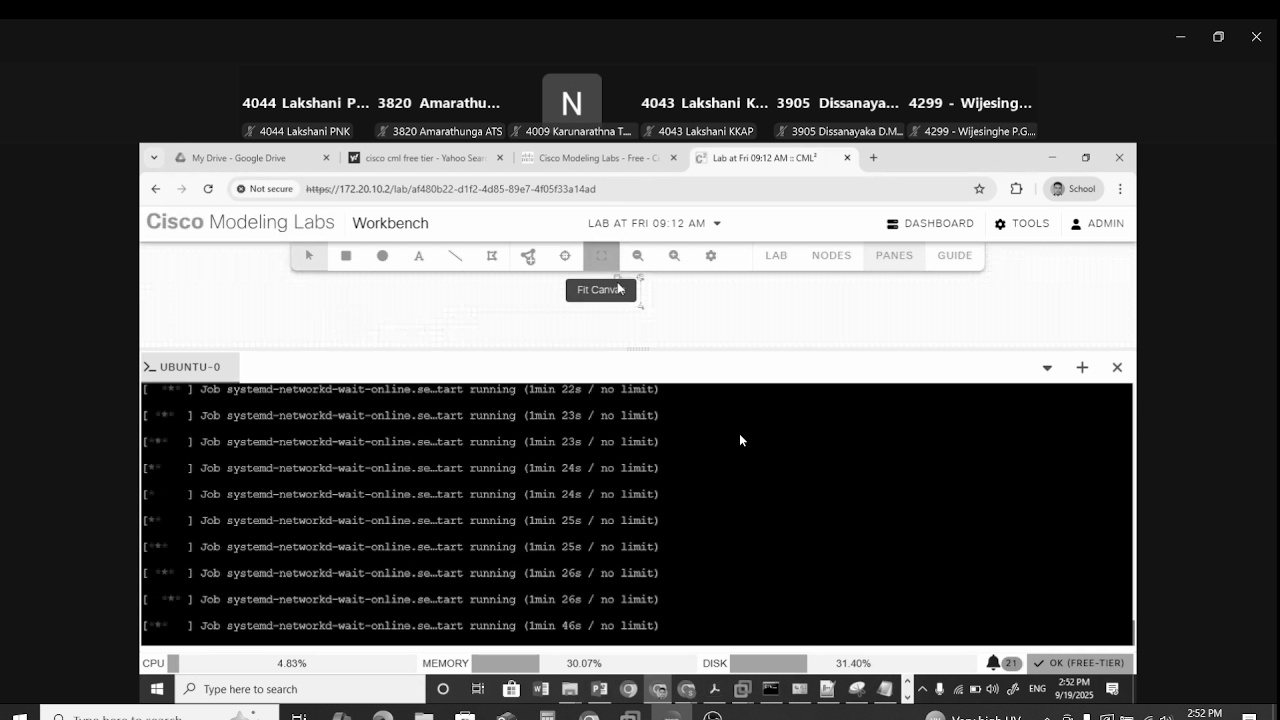 4044 Lakshani P... 3820 Amarathu... N 4043 Lakshani K... 3905 Dissanaya... 4299 - Wijesing...
4044 Lakshani PNK 3820 Amarathunga ATS 4009 Karunarathna T... 4043 Lakshani KKAP 3905 Dissanayaka D.M... 4299 - Wijesinghe P.G....
My Drive - Google Drive cisco cml free tier - Yahoo Sear Cisco Modeling Labs - Free - Ci Lab at Fri 09:12 AM :: CML²
Not secure https://172.20.10.2/lab/af480b22-d1f2-4d85-89e7-4f05f33a14ad School
Cisco Modeling Labs Workbench LAB AT FRI 09:12 AM DASHBOARD TOOLS ADMIN
A LAB NODES PANES GUIDE
Fit Canvas
UBUNTU-0
[ *** ] Job systemd-networkd-wait-online.se…tart running (1min 22s / no limit)
[ *** ] Job systemd-networkd-wait-online.se…tart running (1min 23s / no limit)
[*** ] Job systemd-networkd-wait-online.se…tart running (1min 23s / no limit)
[** ] Job systemd-networkd-wait-online.se…tart running (1min 24s / no limit)
[* ] Job systemd-networkd-wait-online.se…tart running (1min 24s / no limit)
[** ] Job systemd-networkd-wait-online.se…tart running (1min 25s / no limit)
[*** ] Job systemd-networkd-wait-online.se…tart running (1min 25s / no limit)
[ *** ] Job systemd-networkd-wait-online.se…tart running (1min 26s / no limit)
[ *** ] Job systemd-networkd-wait-online.se…tart running (1min 26s / no limit)
[*** ] Job systemd-networkd-wait-online.se…tart running (1min 46s / no limit)
CPU 4.83% MEMORY 30.07% DISK 31.40% 21 OK (FREE-TIER)
Type here to search ENG 2:52 PM
9/19/2025
Type here to search 2:52 PM